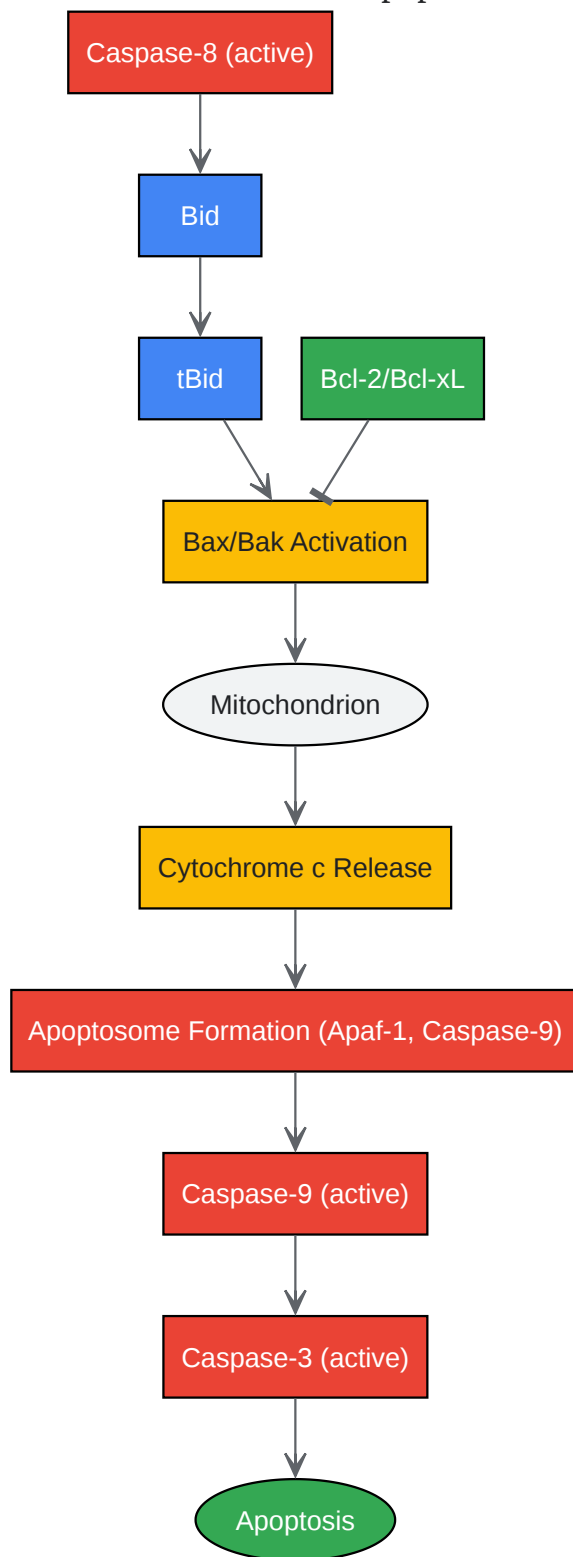 Caspase-8 (active)
Bid
tBid
Bcl-2/Bcl-xL
Bax/Bak Activation
Mitochondrion
Cytochrome c Release
Apoptosome Formation (Apaf-1, Caspase-9)
Caspase-9 (active)
Caspase-3 (active)
Apoptosis